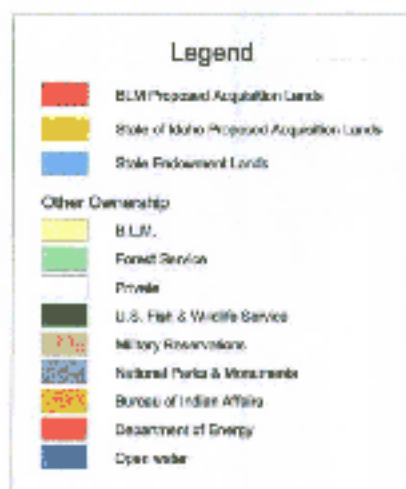 Legend
BLM Proposed Acquisition Lands
State of Idaho Proposed Acquisition Lands
State Endowment Lands
Other Ownership
B.L.M.
Forest Service
Private
U.S. Fish & Wildlife Service
Military Reservations
National Parks & Monuments
Bureau of Indian Affairs
Department of Energy
Open water